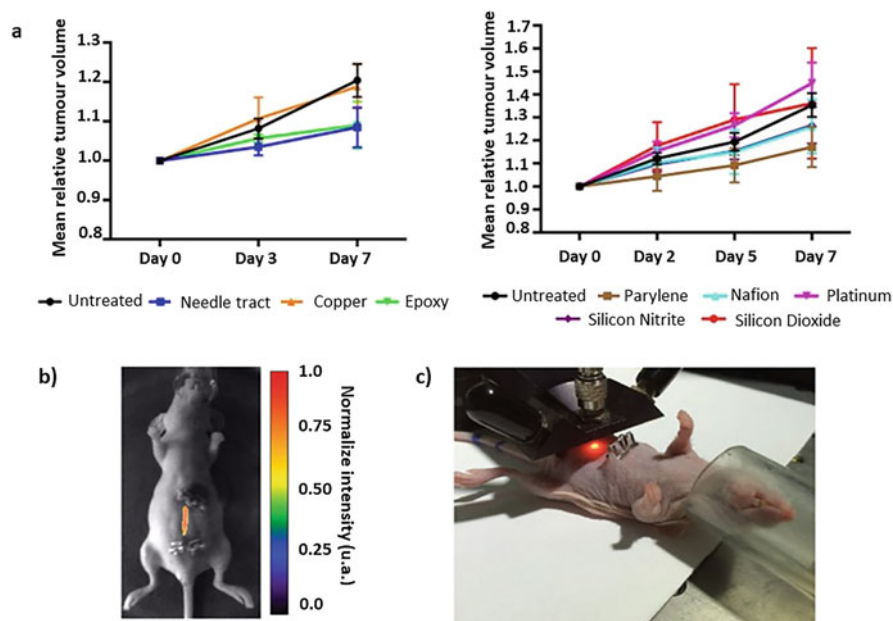 a
Mean relative tumour volume
1.3
1.2
1.1
1.0
0.9
0.8
Day 0 Day 3 Day 7
Untreated Needle tract Copper Epoxy
Mean relative tumour volume
1.7
1.6
1.5
1.4
1.3
1.2
1.1
1.0
0.9
0.8
Day 0 Day 2 Day 5 Day 7
Untreated Parylene Nafion Platinum
Silicon Nitrite Silicon Dioxide
b)
1.0
0.75
0.50
0.25
0.0
Normalize intensity (u.a.)
c)